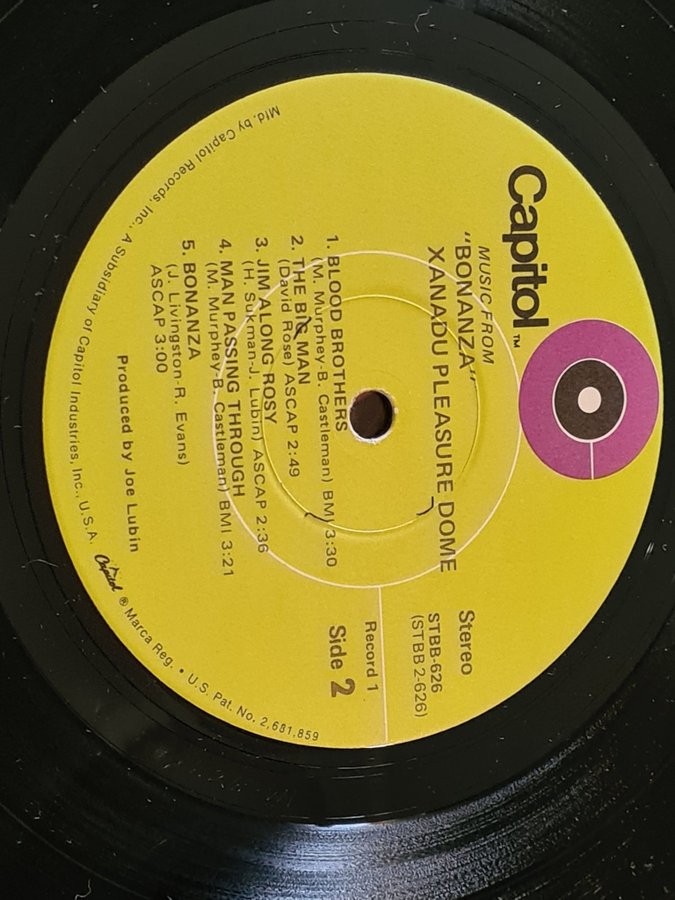 Capitol™
MUSIC FROM
"BONANZA"
XANADU PLEASURE DOME
Stereo
STBB-626
(STBB 2-626)
Record 1
Side 2
1. BLOOD BROTHERS
(M. Murphey-B. Castleman) BMI 3:30
2. THE BIG MAN
(David Rose) ASCAP 2:49
3. JIM ALONG ROSY
(H. Sukman-J. Lubin) ASCAP 2:36
4. MAN PASSING THROUGH
(M. Murphey-B. Castleman) BMI 3:21
5. BONANZA
(J. Livingston-R. Evans)
ASCAP 3:00
Produced by Joe Lubin
Mfd. by Capitol Records, Inc., A Subsidiary of Capitol Industries, Inc., U.S.A. Capitol ® Marca Reg. • U.S. Pat. No. 2,681,859